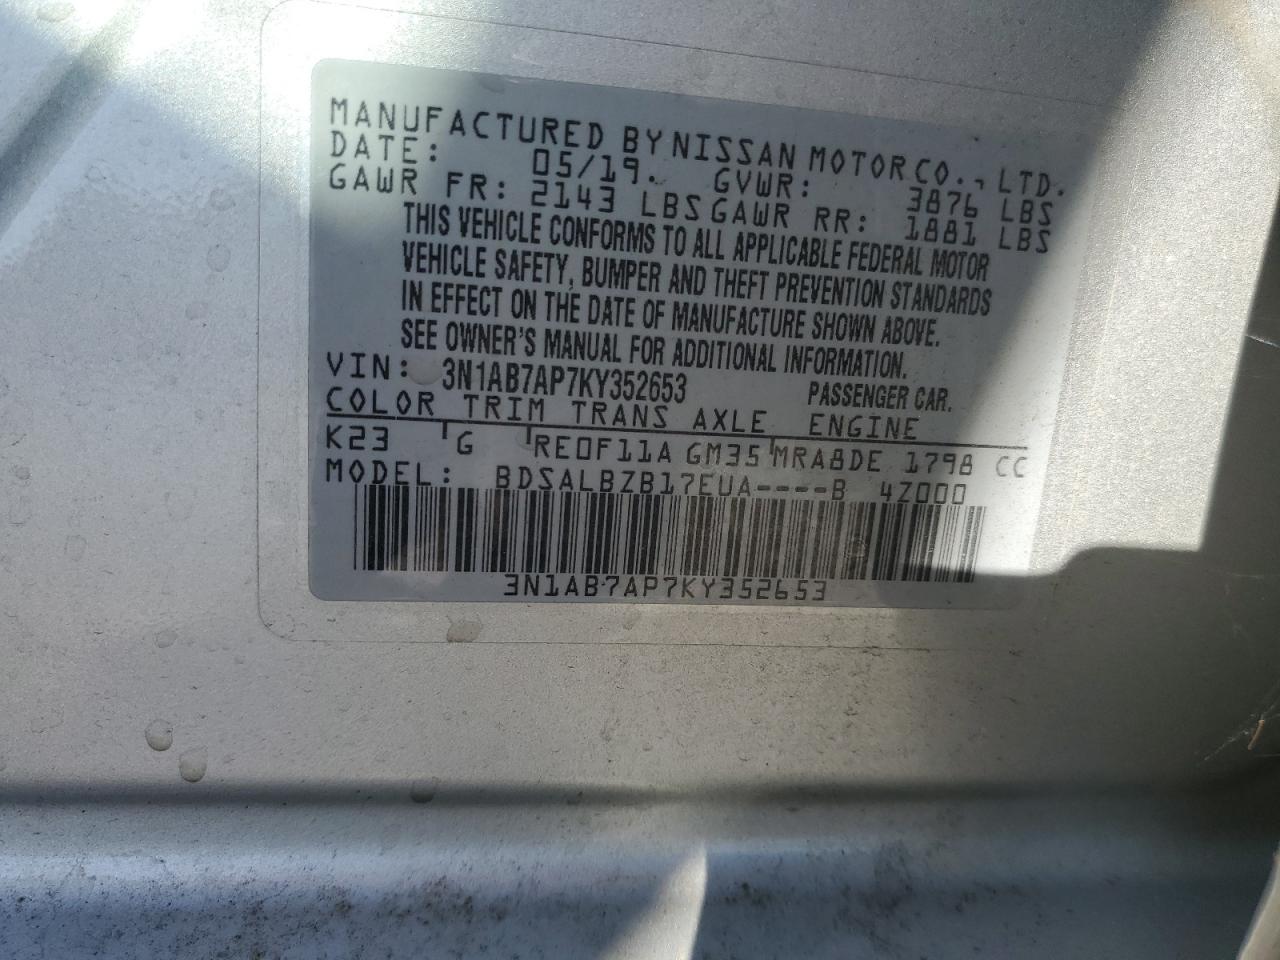 MANUFACTURED BY NISSAN MOTOR CO., LTD.
DATE: 05/19. GVWR: 3876 LBS
GAWR FR: 2143 LBS GAWR RR: 1881 LBS
THIS VEHICLE CONFORMS TO ALL APPLICABLE FEDERAL MOTOR
VEHICLE SAFETY, BUMPER AND THEFT PREVENTION STANDARDS
IN EFFECT ON THE DATE OF MANUFACTURE SHOWN ABOVE.
SEE OWNER'S MANUAL FOR ADDITIONAL INFORMATION.
VIN: 3N1AB7AP7KY352653 PASSENGER CAR.
COLOR TRIM TRANS AXLE ENGINE
K23 G RE0F11A GM35 MRA8DE 1798 CC
MODEL: BDSALBZB17EUA----B 4Z000
3N1AB7AP7KY352653